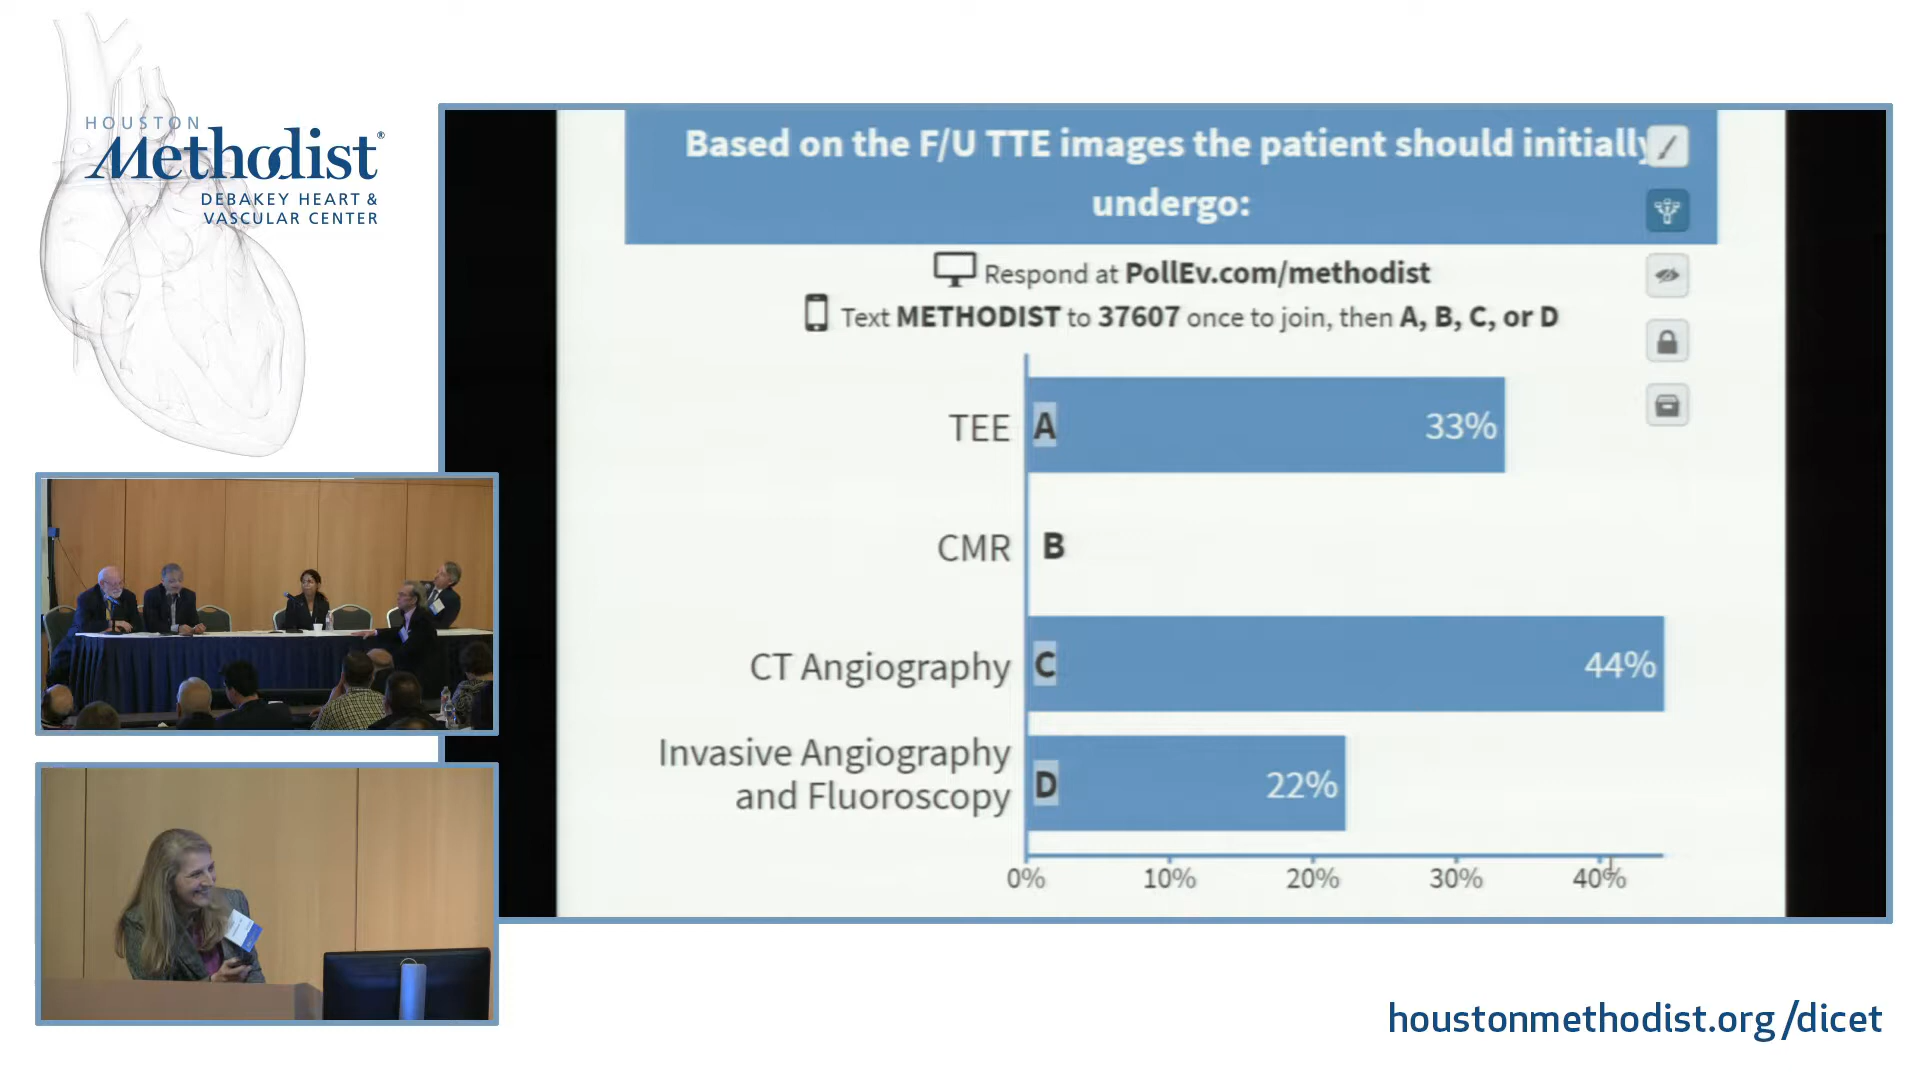 HOUSTON
Methodist®
DEBAKEY HEART &
VASCULAR CENTER
Based on the F/U TTE images the patient should initially
undergo:
Respond at PollEv.com/methodist
Text METHODIST to 37607 once to join, then A, B, C, or D
TEE A 33%
CMR B
CT Angiography C 44%
Invasive Angiography
and Fluoroscopy D 22%
0% 10% 20% 30% 40%
houstonmethodist.org/dicet